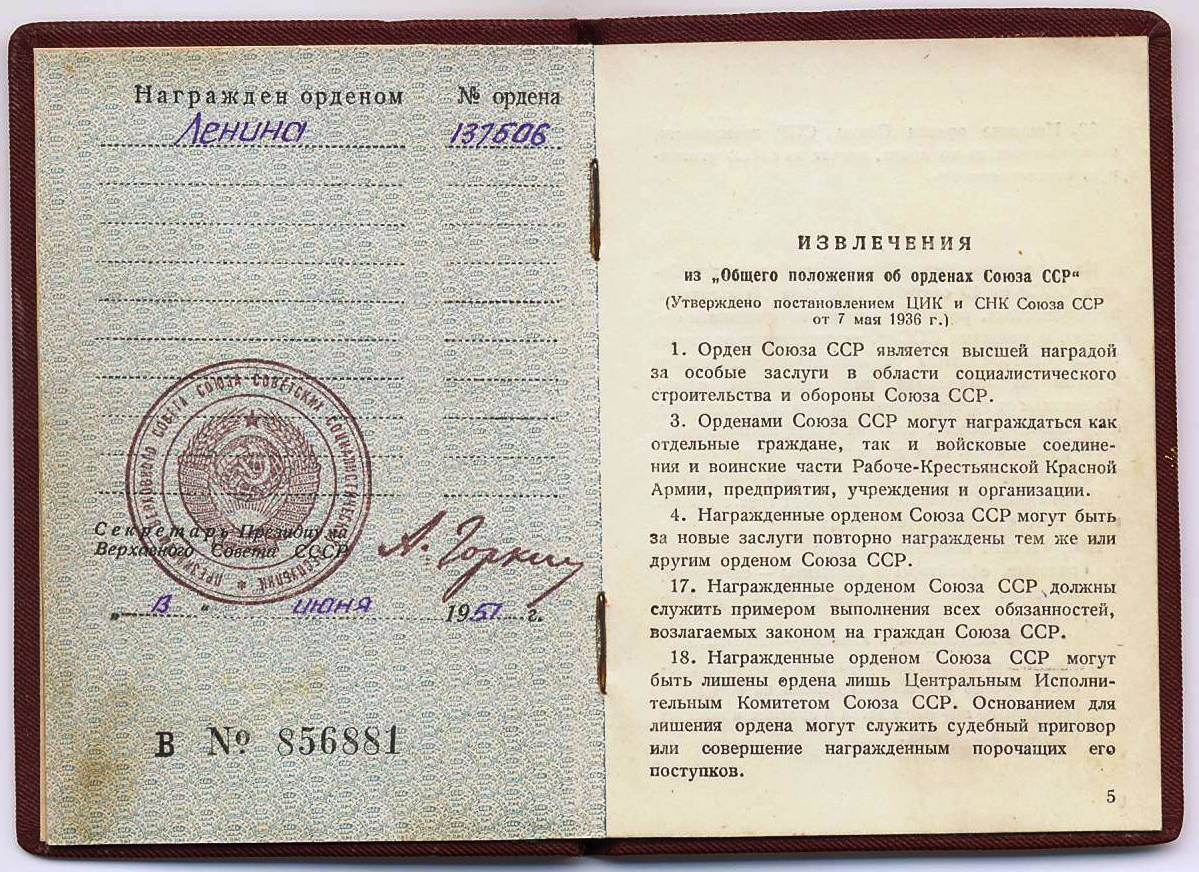 Награжден орденом № ордена
Ленина 137506
ПРЕЗИДИУМ ВЕРХОВНОГО СОВЕТА СОЮЗА СОВЕТСКИХ СОЦИАЛИСТИЧЕСКИХ РЕСПУБЛИК
Секретарь Президиума
Верховного Совета СССР А. Горкин
„13“ июня 1951 г.
В № 856881
ИЗВЛЕЧЕНИЯ
из „Общего положения об орденах Союза ССР“
(Утверждено постановлением ЦИК и СНК Союза ССР
от 7 мая 1936 г.)
1. Орден Союза ССР является высшей наградой
за особые заслуги в области социалистического
строительства и обороны Союза ССР.
3. Орденами Союза ССР могут награждаться как
отдельные граждане, так и войсковые соедине-
ния и воинские части Рабоче-Крестьянской Красной
Армии, предприятия, учреждения и организации.
4. Награжденные орденом Союза ССР могут быть
за новые заслуги повторно награждены тем же или
другим орденом Союза ССР.
17. Награжденные орденом Союза ССР должны
служить примером выполнения всех обязанностей,
возлагаемых законом на граждан Союза ССР.
18. Награжденные орденом Союза ССР могут
быть лишены ордена лишь Центральным Исполни-
тельным Комитетом Союза ССР. Основанием для
лишения ордена могут служить судебный приговор
или совершение награжденным порочащих его
поступков.
5